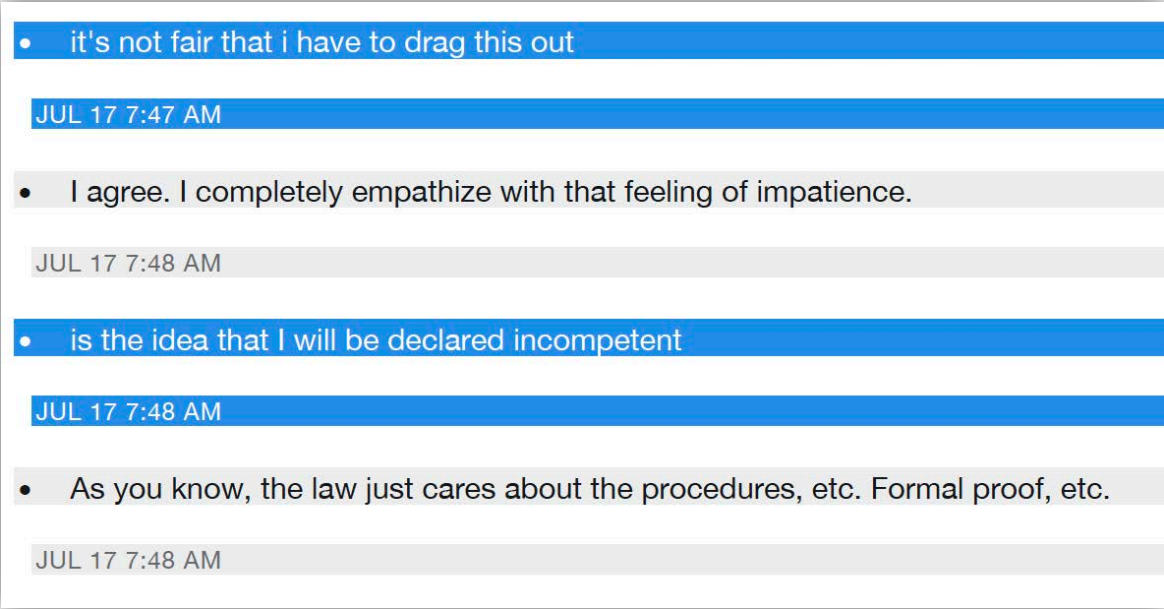 • it's not fair that i have to drag this out
JUL 17 7:47 AM
• I agree. I completely empathize with that feeling of impatience.
JUL 17 7:48 AM
• is the idea that I will be declared incompetent
JUL 17 7:48 AM
• As you know, the law just cares about the procedures, etc. Formal proof, etc.
JUL 17 7:48 AM